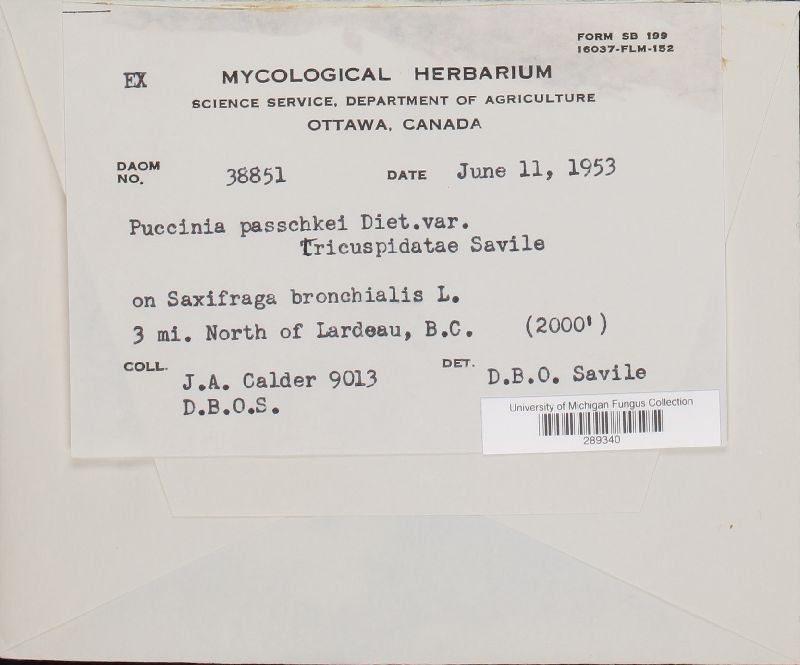 FORM SB 199
16037-FLM-152
EX MYCOLOGICAL HERBARIUM
SCIENCE SERVICE, DEPARTMENT OF AGRICULTURE
OTTAWA, CANADA
DAOM NO. 38851 DATE June 11, 1953
Puccinia passchkei Diet.var.
tricuspidatae Savile
on Saxifraga bronchialis L.
3 mi. North of Lardeau, B.C. (2000')
COLL. J.A. Calder 9013 DET. D.B.O. Savile
D.B.O.S.
University of Michigan Fungus Collection
289340